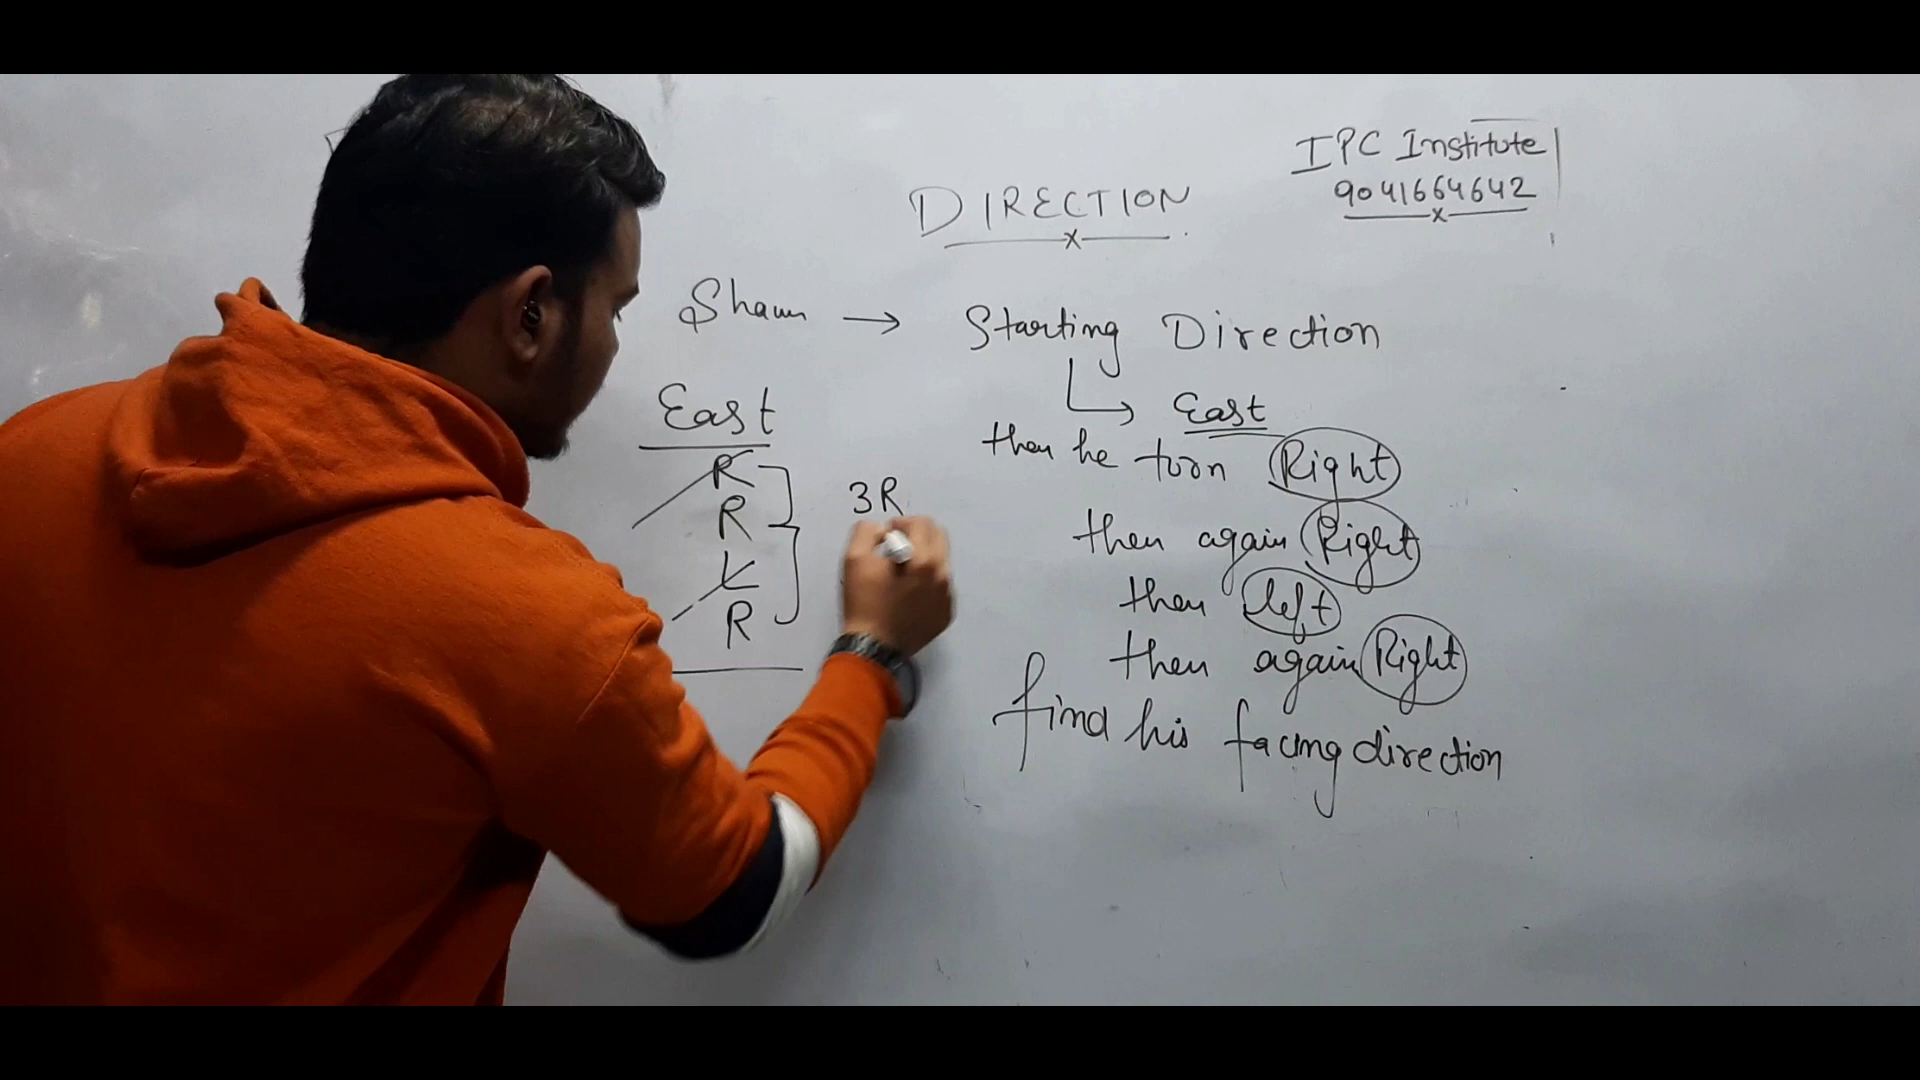 IPC Institute
9041664642
DIRECTION
Sham → Starting Direction
East
then he torn Right
then again Right
then left
then again Right
find his facing direction
East
R
R
L
R
3R